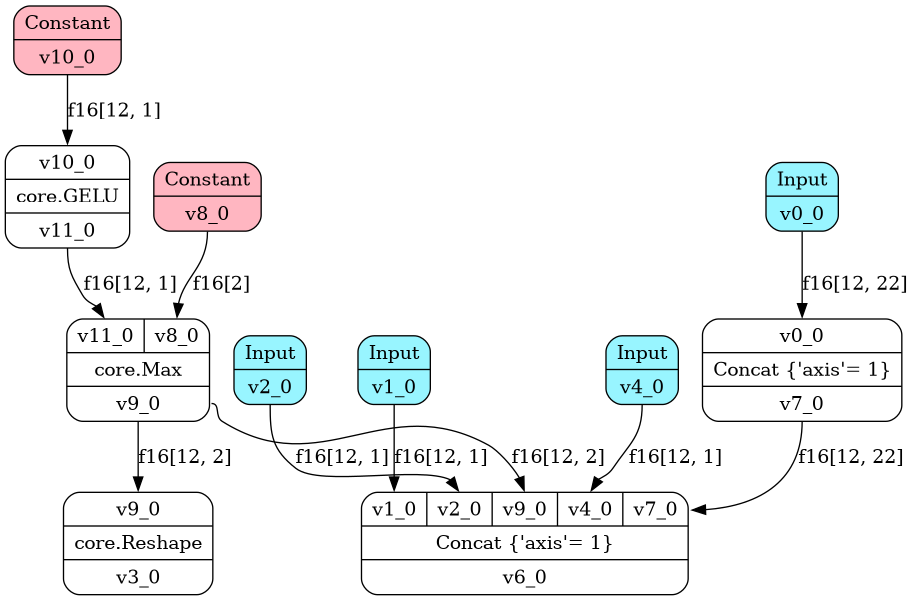 Constant
v10_0
f16[12, 1]
v10_0
core.GELU
v11_0
Constant
v8_0
Input
v0_0
f16[12, 1]
f16[2]
f16[12, 22]
v11_0 v8_0
core.Max
v9_0
Input
v2_0
Input
v1_0
Input
v4_0
v0_0
Concat {'axis'= 1}
v7_0
f16[12, 2]
f16[12, 1]
f16[12, 1]
f16[12, 2]
f16[12, 1]
f16[12, 22]
v9_0
core.Reshape
v3_0
v1_0 v2_0 v9_0 v4_0 v7_0
Concat {'axis'= 1}
v6_0